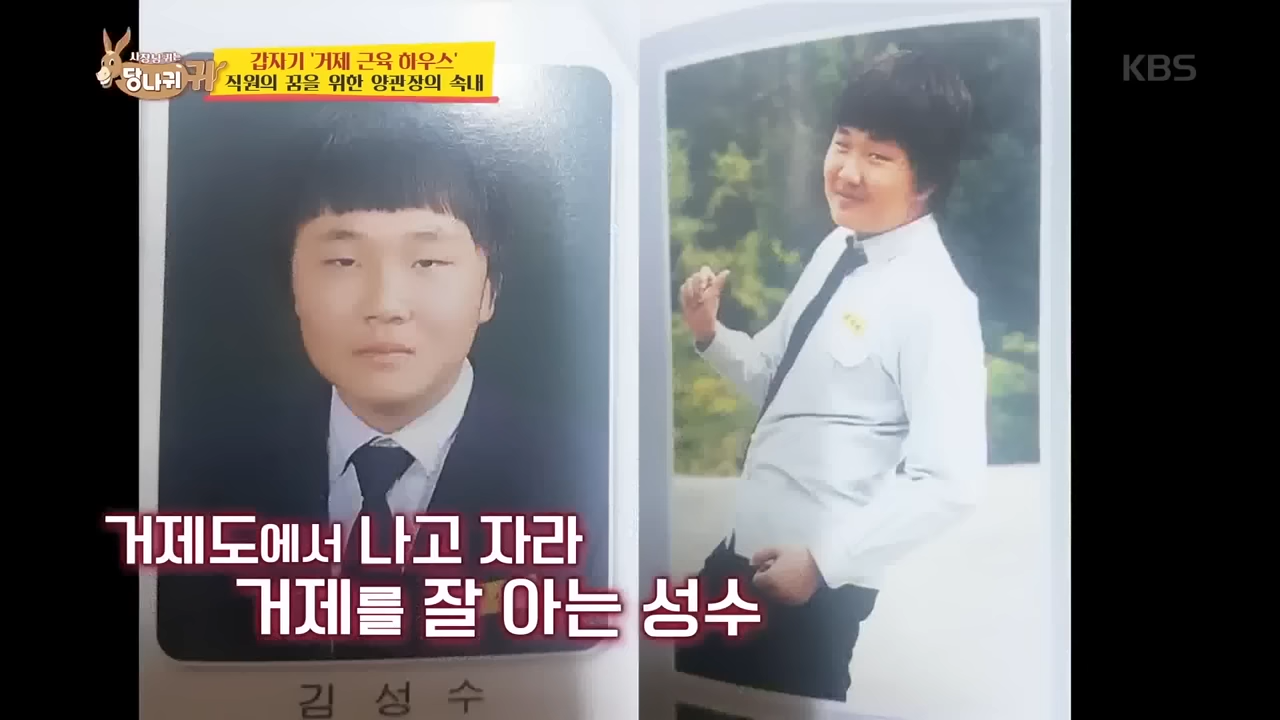 사장님 귀는
당나귀 귀
갑자기 '거제 근육 하우스'
직원의 꿈을 위한 양관장의 속내
KBS
거제도에서 나고 자라
거제를 잘 아는 성수
김성수